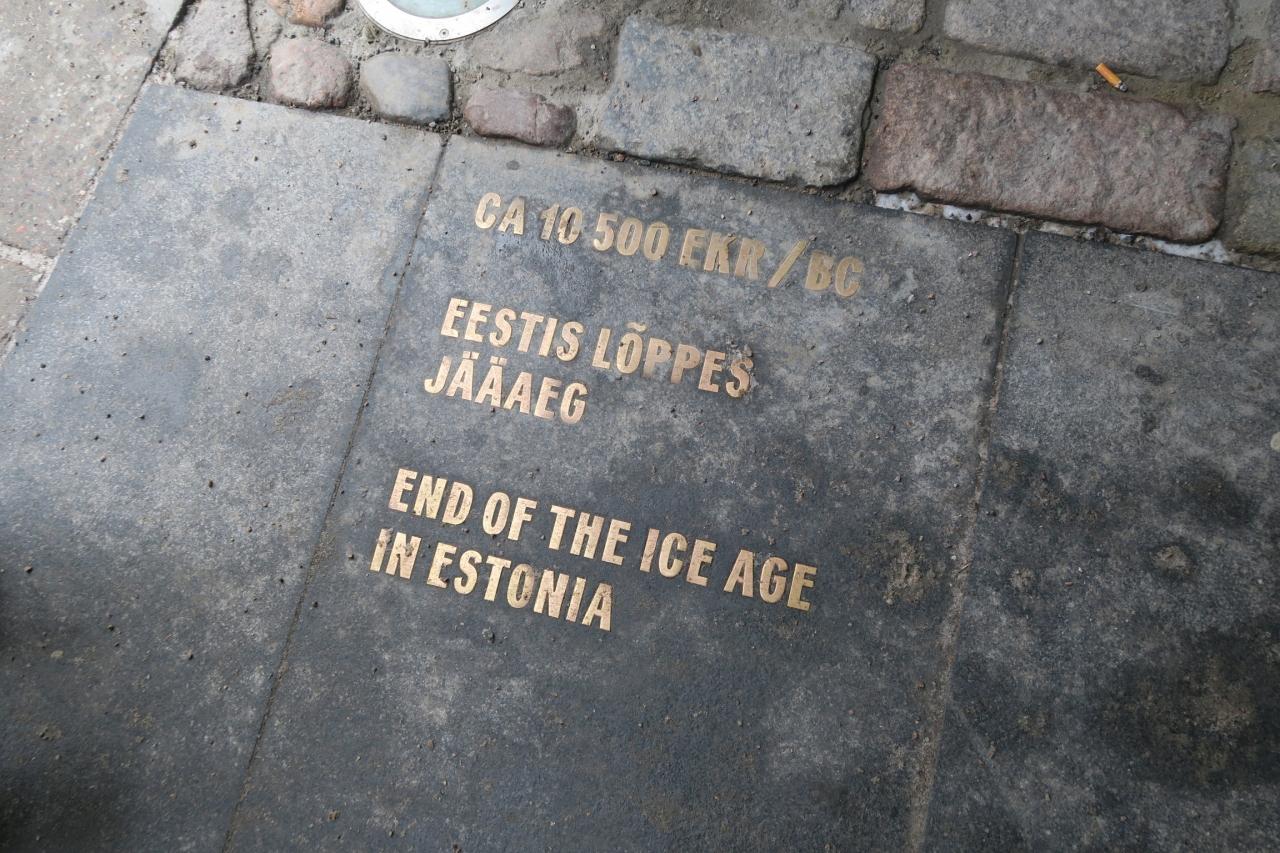 CA 10 500 EKR / BC
EESTIS LÕPPES
JÄÄAEG
END OF THE ICE AGE
IN ESTONIA